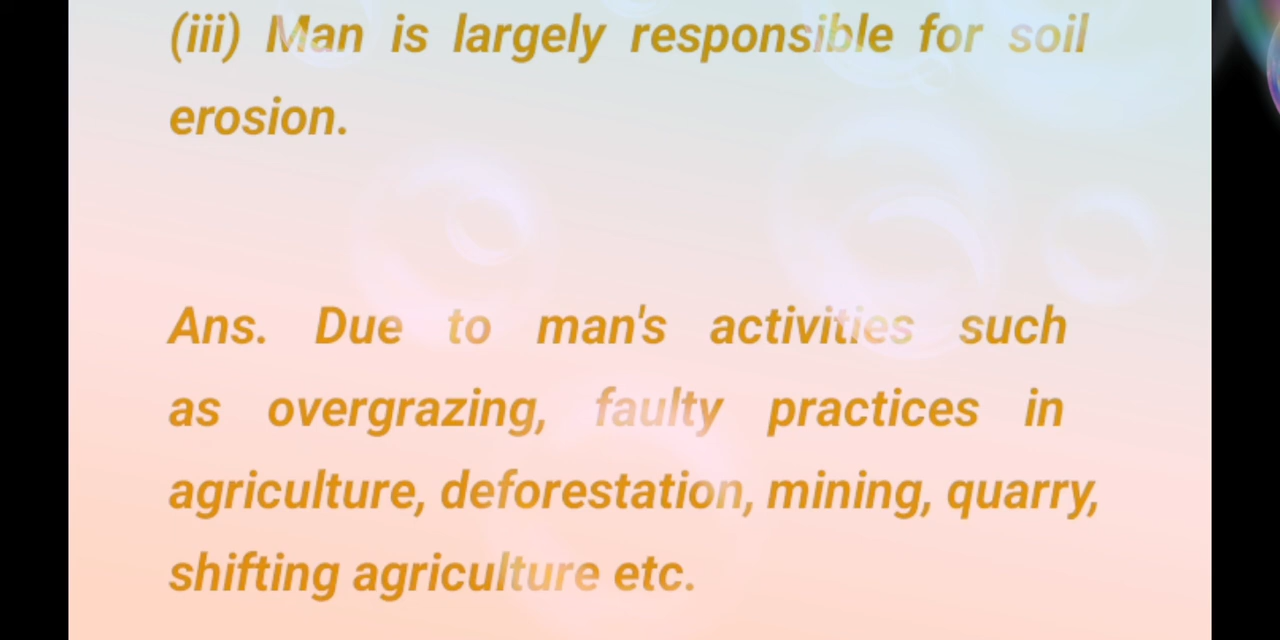 (iii) Man is largely responsible for soil
erosion.
Ans. Due to man's activities such
as overgrazing, faulty practices in
agriculture, deforestation, mining, quarry,
shifting agriculture etc.